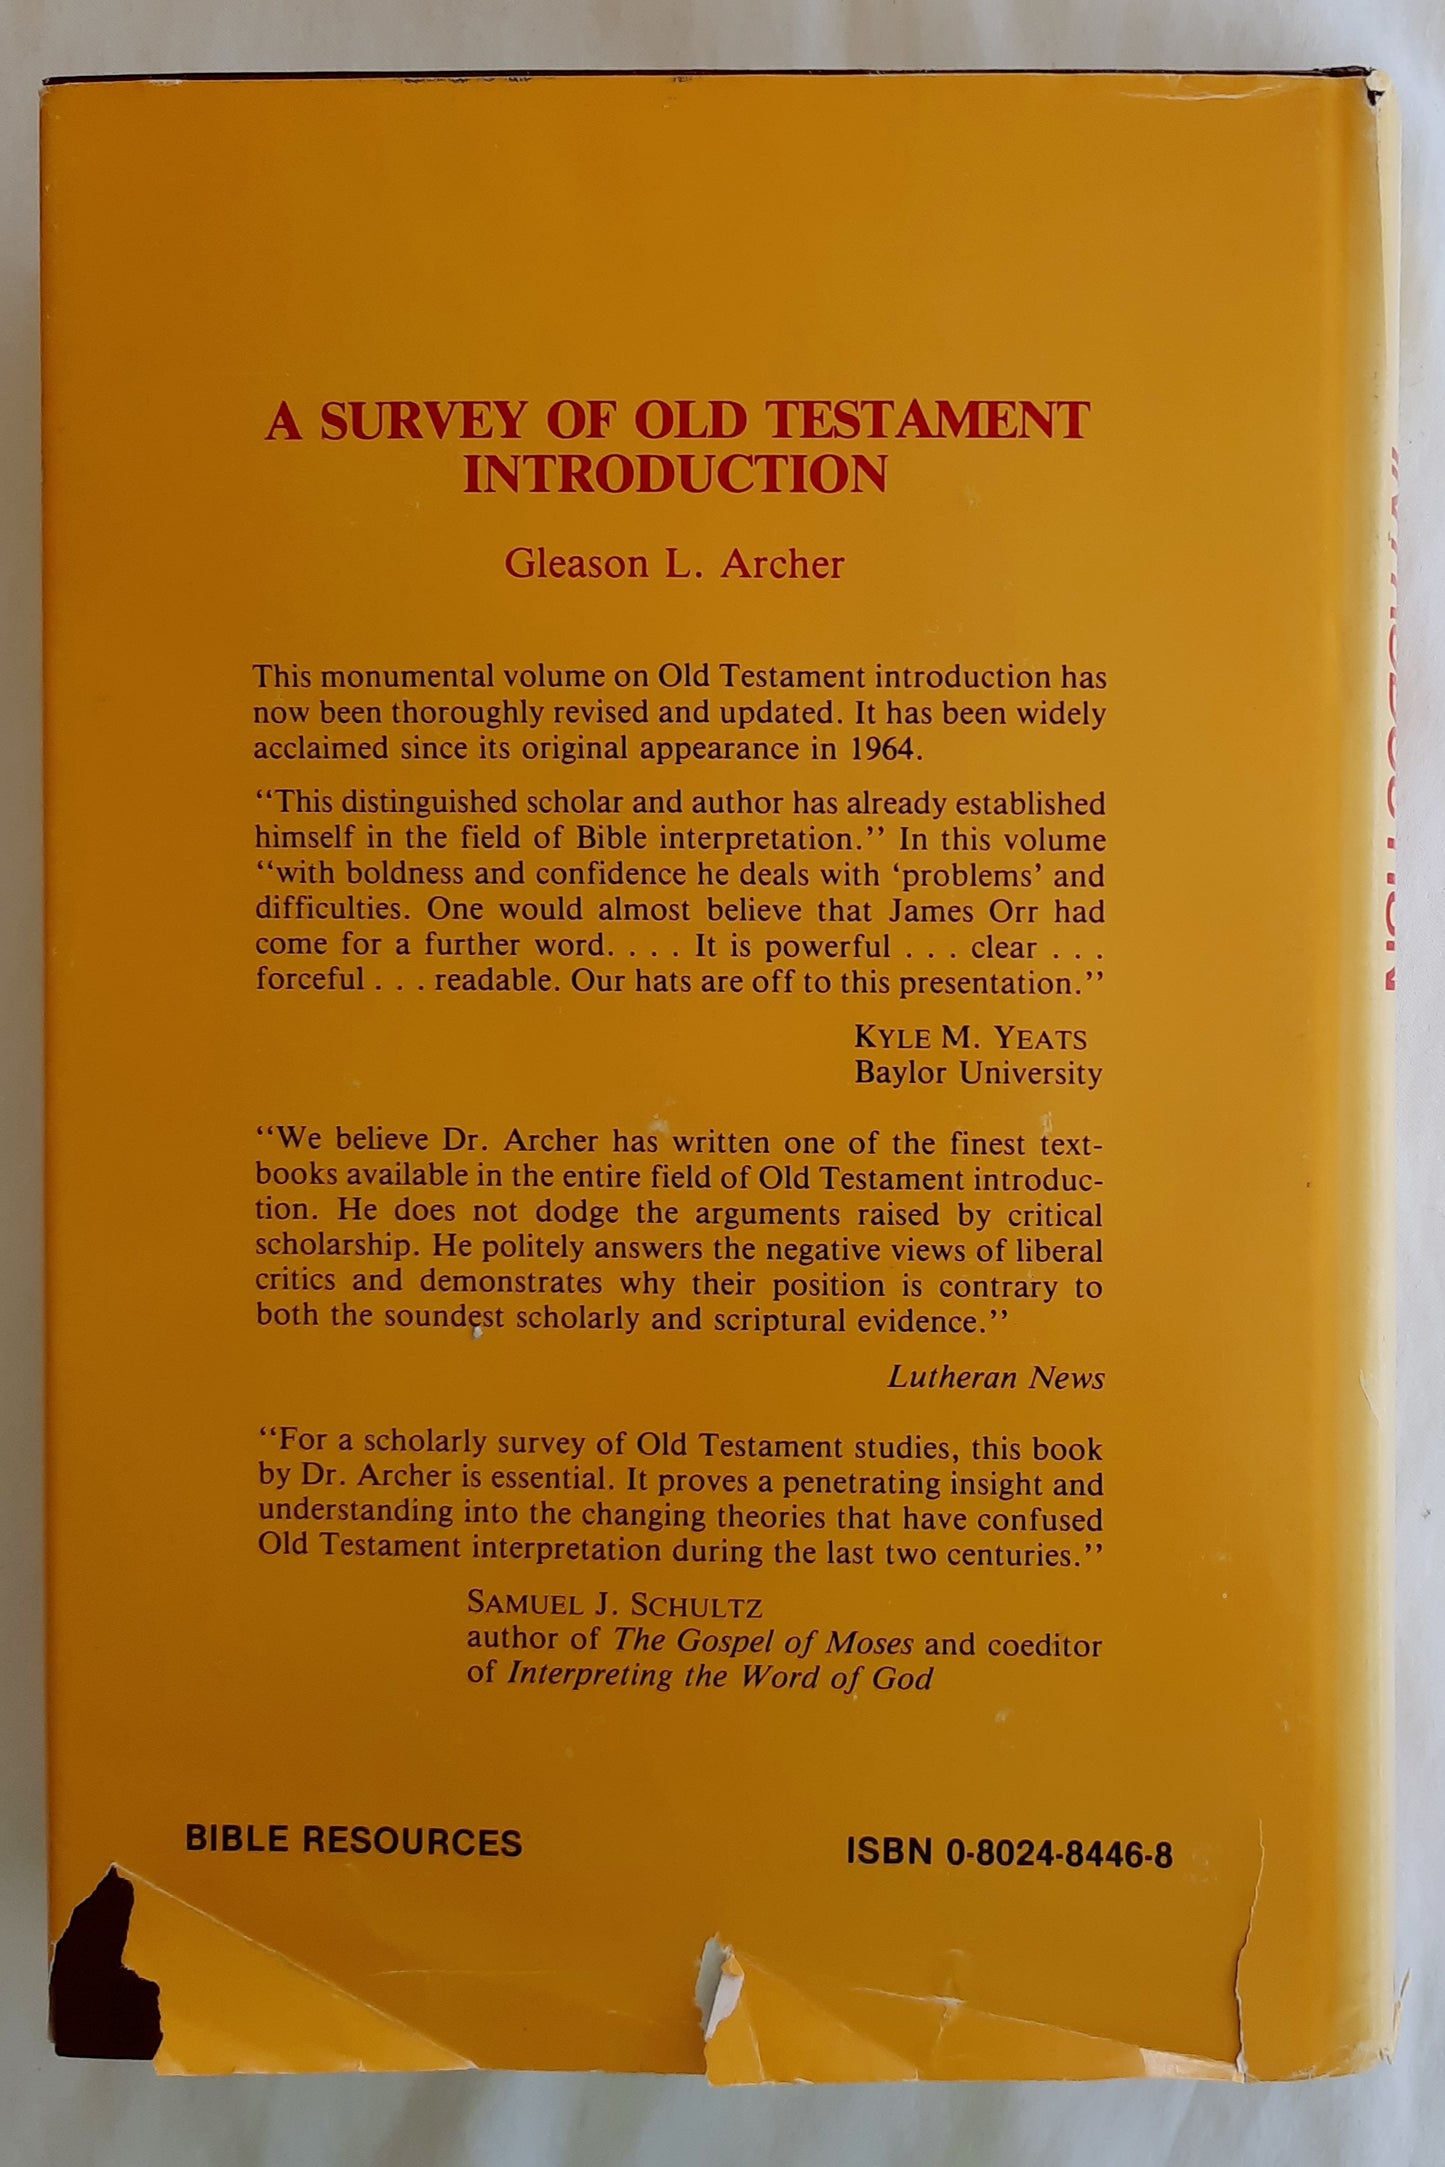 A SURVEY OF OLD TESTAMENT
INTRODUCTION
Gleason L. Archer
This monumental volume on Old Testament introduction has
now been thoroughly revised and updated. It has been widely
acclaimed since its original appearance in 1964.
‘‘This distinguished scholar and author has already established
himself in the field of Bible interpretation.’’ In this volume
‘‘with boldness and confidence he deals with ‘problems’ and
difficulties. One would almost believe that James Orr had
come for a further word. . . . It is powerful . . . clear . . .
forceful . . . readable. Our hats are off to this presentation.’’
KYLE M. YEATS
Baylor University
‘‘We believe Dr. Archer has written one of the finest text-
books available in the entire field of Old Testament introduc-
tion. He does not dodge the arguments raised by critical
scholarship. He politely answers the negative views of liberal
critics and demonstrates why their position is contrary to
both the soundest scholarly and scriptural evidence.’’
Lutheran News
‘‘For a scholarly survey of Old Testament studies, this book
by Dr. Archer is essential. It proves a penetrating insight and
understanding into the changing theories that have confused
Old Testament interpretation during the last two centuries.’’
SAMUEL J. SCHULTZ
author of The Gospel of Moses and coeditor
of Interpreting the Word of God
BIBLE RESOURCES
ISBN 0-8024-8446-8